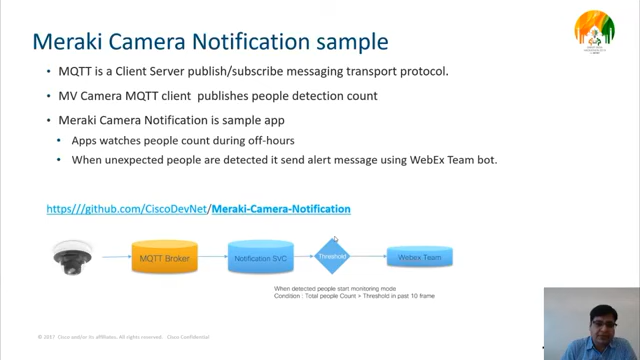 Meraki Camera Notification sample
• MQTT is a Client Server publish/subscribe messaging transport protocol.
• MV Camera MQTT client publishes people detection count
• Meraki Camera Notification is sample app
• Apps watches people count during off-hours
• When unexpected people are detected it send alert message using WebEx Team bot.
https///github.com/CiscoDevNet/Meraki-Camera-Notification
MQTT Broker
Notification SVC
Threshold
Webex Team
When detected people start monitoring mode
Condition : Total people Count > Threshold in past 10 frame
© 2017 Cisco and/or its affiliates. All rights reserved. Cisco Confidential